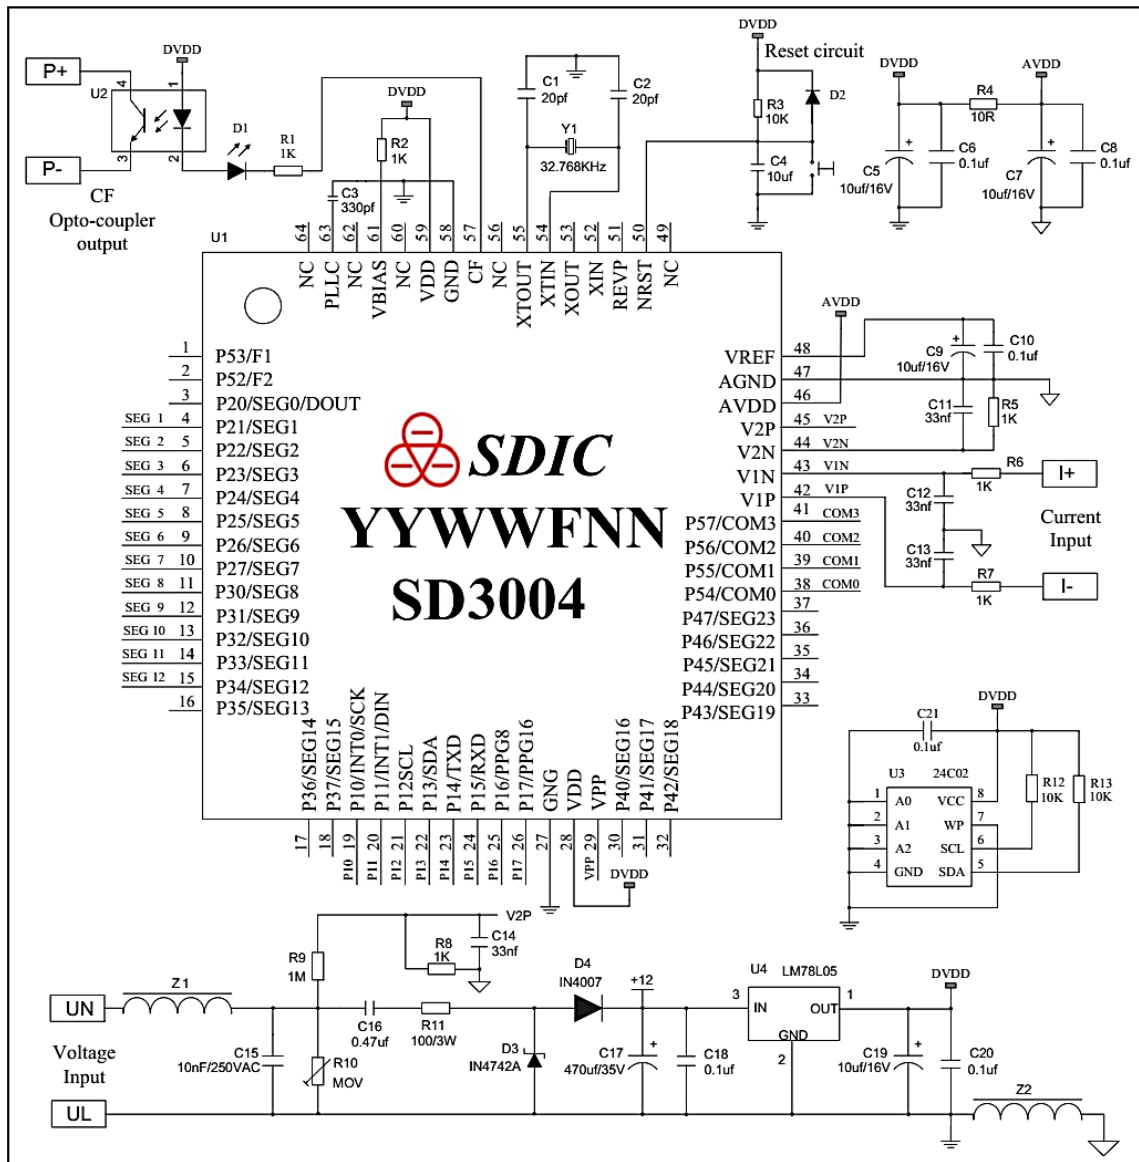 DVDD
Reset circuit
P+
4
1
U2
DVDD
3
2
P-
CF
Opto-coupler
output
D1
R1
1K
DVDD
R2
1K
C3
330pf
C1
20pf
C2
20pf
Y1
32.768KHz
DVDD
R3
10K
D2
C4
10uf
DVDD
AVDD
R4
10R
C5
10uf/16V
C6
0.1uf
C7
10uf/16V
C8
0.1uf
U1
64 NC
63 PLLC
62 NC
61 VBIAS
60 NC
59 VDD
58 GND
57 CF
56 NC
55 XTOUT
54 XTIN
53 XOUT
52 XIN
51 REVP
50 NRST
49 NC
1 P53/F1
2 P52/F2
3 P20/SEG0/DOUT
SEG 1 4 P21/SEG1
SEG 2 5 P22/SEG2
SEG 3 6 P23/SEG3
SEG 4 7 P24/SEG4
SEG 5 8 P25/SEG5
SEG 6 9 P26/SEG6
SEG 7 10 P27/SEG7
SEG 8 11 P30/SEG8
SEG 9 12 P31/SEG9
SEG 10 13 P32/SEG10
SEG 11 14 P33/SEG11
SEG 12 15 P34/SEG12
16 P35/SEG13
SDIC
YYWWFNN
SD3004
VREF 48
AGND 47
AVDD 46
V2P 45 V2P
V2N 44 V2N
V1N 43 V1N
V1P 42 V1P
P57/COM3 41 COM3
P56/COM2 40 COM2
P55/COM1 39 COM1
P54/COM0 38 COM0
P47/SEG23 37
P46/SEG22 36
P45/SEG21 35
P44/SEG20 34
P43/SEG19 33
AVDD
C9
10uf/16V
C10
0.1uf
C11
33nf
R5
1K
R6
1K
I+
C12
33nf
C13
33nf
Current
Input
R7
1K
I-
P36/SEG14 17
P37/SEG15 18
P10/INT0/SCK 19 P10
P11/INT1/DIN 20 P11
P12SCL 21 P12
P13/SDA 22 P13
P14/TXD 23 P14
P15/RXD 24 P15
P16/PPG8 25 P16
P17/PPG16 26 P17
GNG 27
VDD 28
VPP 29 VPP
P40/SEG16 30
P41/SEG17 31
P42/SEG18 32
DVDD
DVDD
C21
0.1uf
U3 24C02
1 A0 VCC 8
2 A1 WP 7
3 A2 SCL 6
4 GND SDA 5
R12
10K
R13
10K
V2P
C14
33nf
R8
1K
R9
1M
Z1
UN
Voltage
Input
UL
C15
10nF/250VAC
R10
MOV
C16
0.47uf
R11
100/3W
D3
IN4742A
D4
IN4007
+12
C17
470uf/35V
C18
0.1uf
U4 LM78L05
3 IN OUT 1
GND
2
DVDD
C19
10uf/16V
C20
0.1uf
Z2